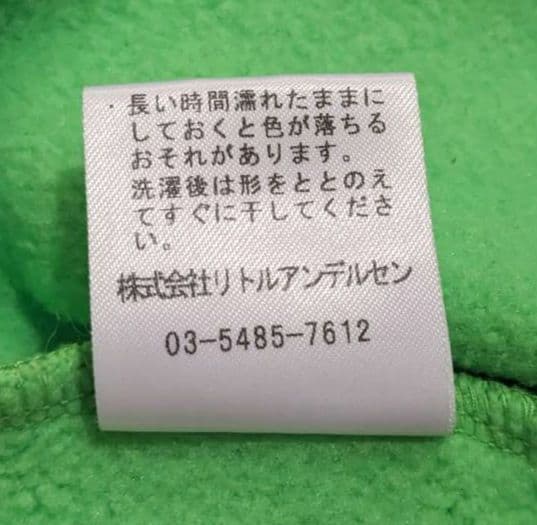 ・長い時間濡れたままに
しておくと色が落ちる
おそれがあります。
洗濯後は形をととのえ
てすぐに干してくださ
い。
株式会社リトルアンデルセン
03-5485-7612